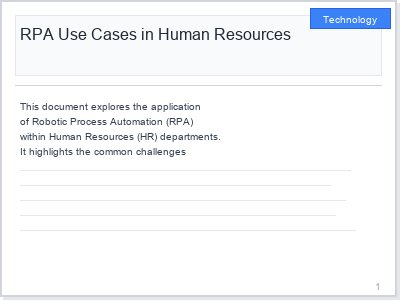 Technology
RPA Use Cases in Human Resources
This document explores the application
of Robotic Process Automation (RPA)
within Human Resources (HR) departments.
It highlights the common challenges
1